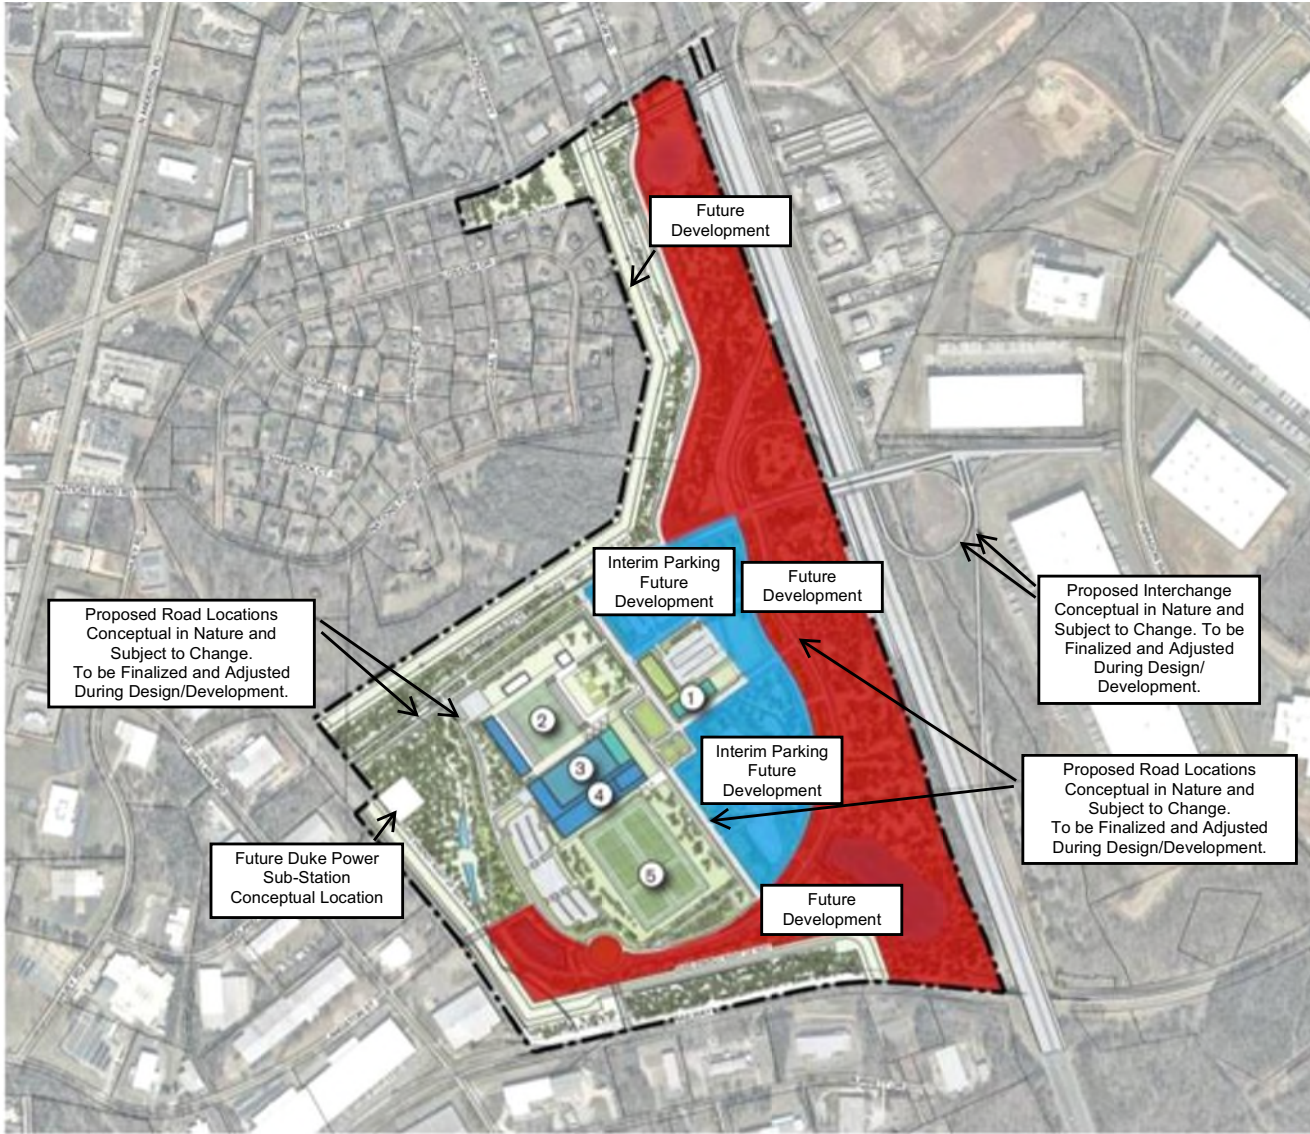 Future
Development
Interim Parking
Future
Development
Future
Development
Proposed Interchange
Conceptual in Nature and
Subject to Change. To be
Finalized and Adjusted
During Design/
Development.
Proposed Road Locations
Conceptual in Nature and
Subject to Change.
To be Finalized and Adjusted
During Design/Development.
1
2
3
4
5
Interim Parking
Future
Development
Proposed Road Locations
Conceptual in Nature and
Subject to Change.
To be Finalized and Adjusted
During Design/Development.
Future Duke Power
Sub-Station
Conceptual Location
Future
Development
N ANDERSON RD